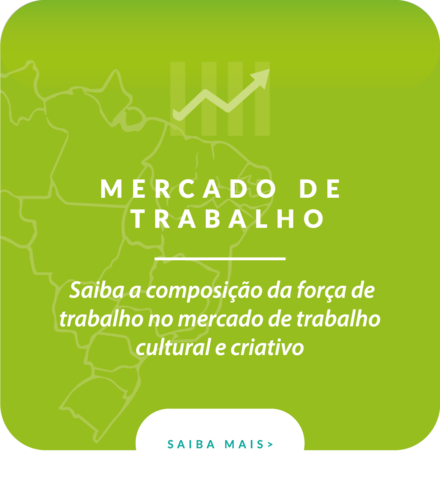 MERCADO DE
TRABALHO
Saiba a composição da força de
trabalho no mercado de trabalho
cultural e criativo
SAIBA MAIS>